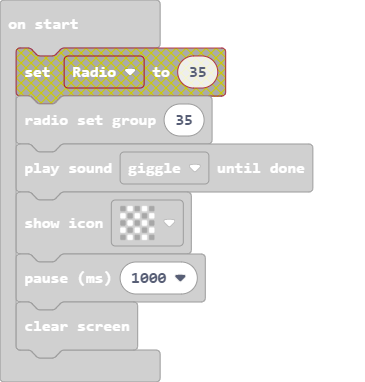 on start
set Radio to 35
radio set group 35
play sound giggle until done
show icon
pause (ms) 1000
clear screen